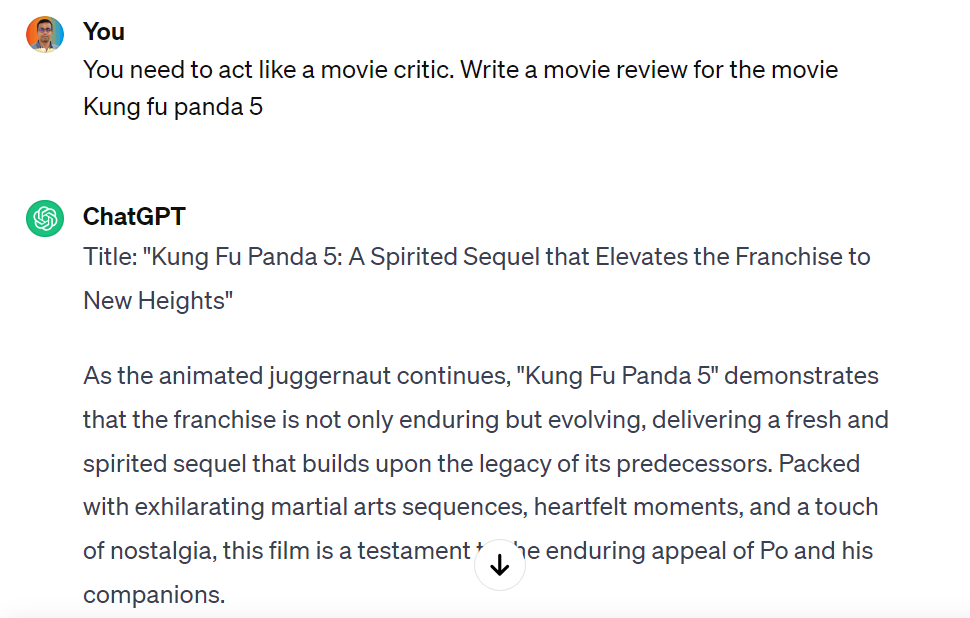 You
You need to act like a movie critic. Write a movie review for the movie
Kung fu panda 5
ChatGPT
Title: "Kung Fu Panda 5: A Spirited Sequel that Elevates the Franchise to
New Heights"
As the animated juggernaut continues, "Kung Fu Panda 5" demonstrates
that the franchise is not only enduring but evolving, delivering a fresh and
spirited sequel that builds upon the legacy of its predecessors. Packed
with exhilarating martial arts sequences, heartfelt moments, and a touch
of nostalgia, this film is a testament enduring appeal of Po and his
companions.